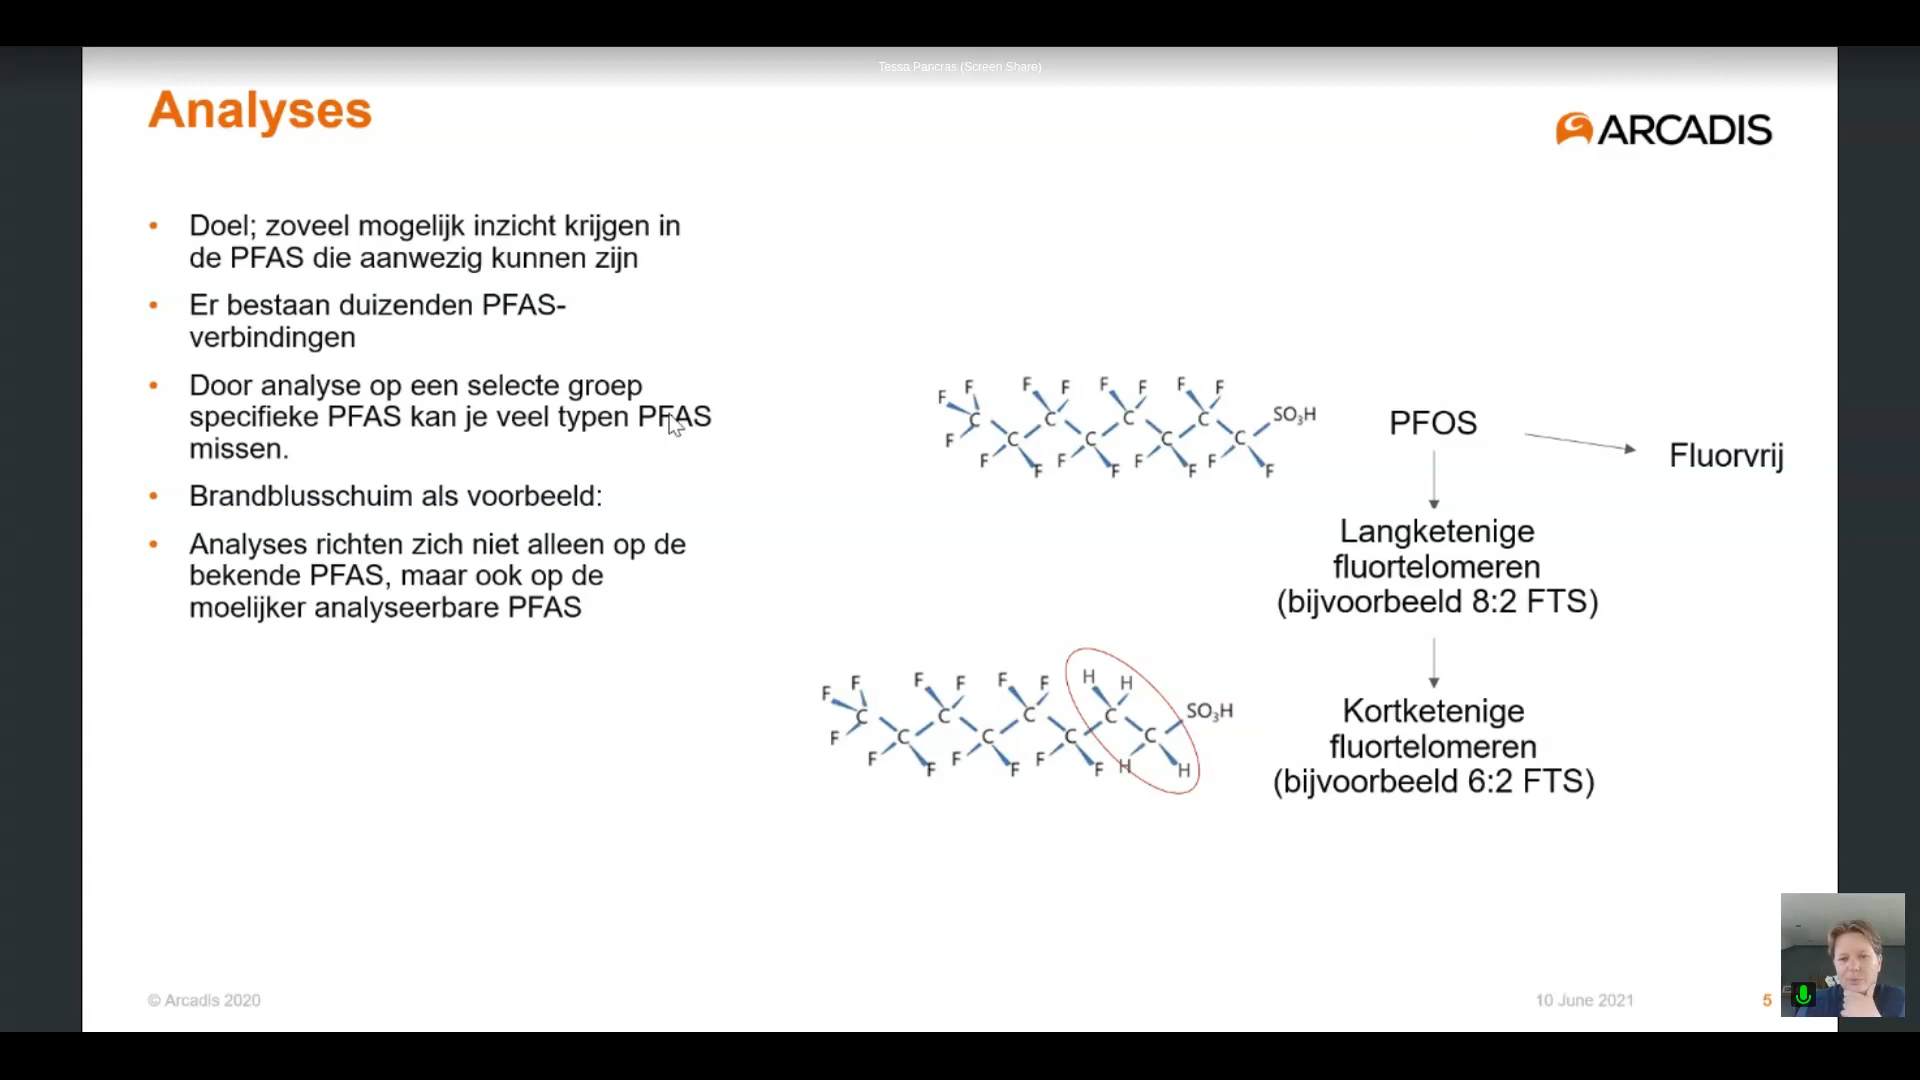 Tessa Pancras (Screen Share)
Analyses
ARCADIS
• Doel; zoveel mogelijk inzicht krijgen in
de PFAS die aanwezig kunnen zijn
• Er bestaan duizenden PFAS-
verbindingen
• Door analyse op een selecte groep
specifieke PFAS kan je veel typen PFAS
missen.
• Brandblusschuim als voorbeeld:
• Analyses richten zich niet alleen op de
bekende PFAS, maar ook op de
moelijker analyseerbare PFAS
F F F F F F F F
C C C C SO₃H
F C C C C
F F F F F F F F
PFOS
Fluorvrij
Langketenige
fluortelomeren
(bijvoorbeeld 8:2 FTS)
F F F F F F H H
C C C C SO₃H
F C C C C
F F F F F F H H
Kortketenige
fluortelomeren
(bijvoorbeeld 6:2 FTS)
© Arcadis 2020
10 June 2021
5